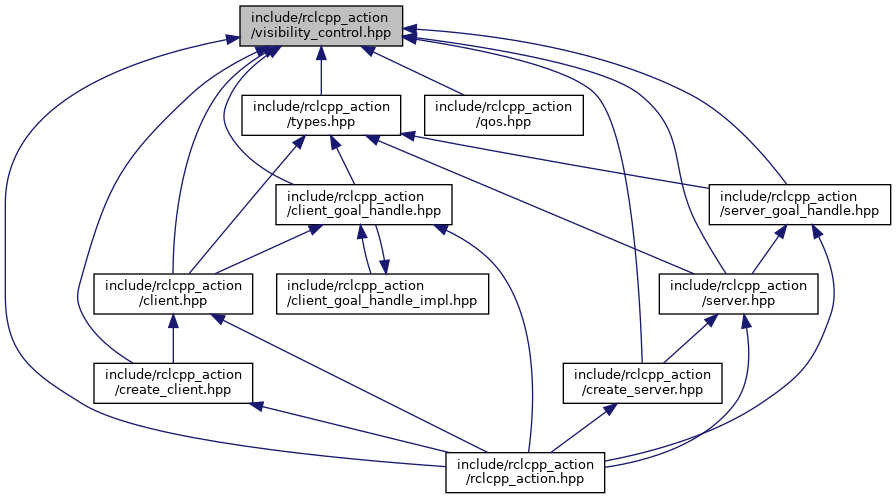 include/rclcpp_action
/visibility_control.hpp
include/rclcpp_action
/types.hpp
include/rclcpp_action
/qos.hpp
include/rclcpp_action
/client_goal_handle.hpp
include/rclcpp_action
/server_goal_handle.hpp
include/rclcpp_action
/client.hpp
include/rclcpp_action
/client_goal_handle_impl.hpp
include/rclcpp_action
/server.hpp
include/rclcpp_action
/create_client.hpp
include/rclcpp_action
/create_server.hpp
include/rclcpp_action
/rclcpp_action.hpp